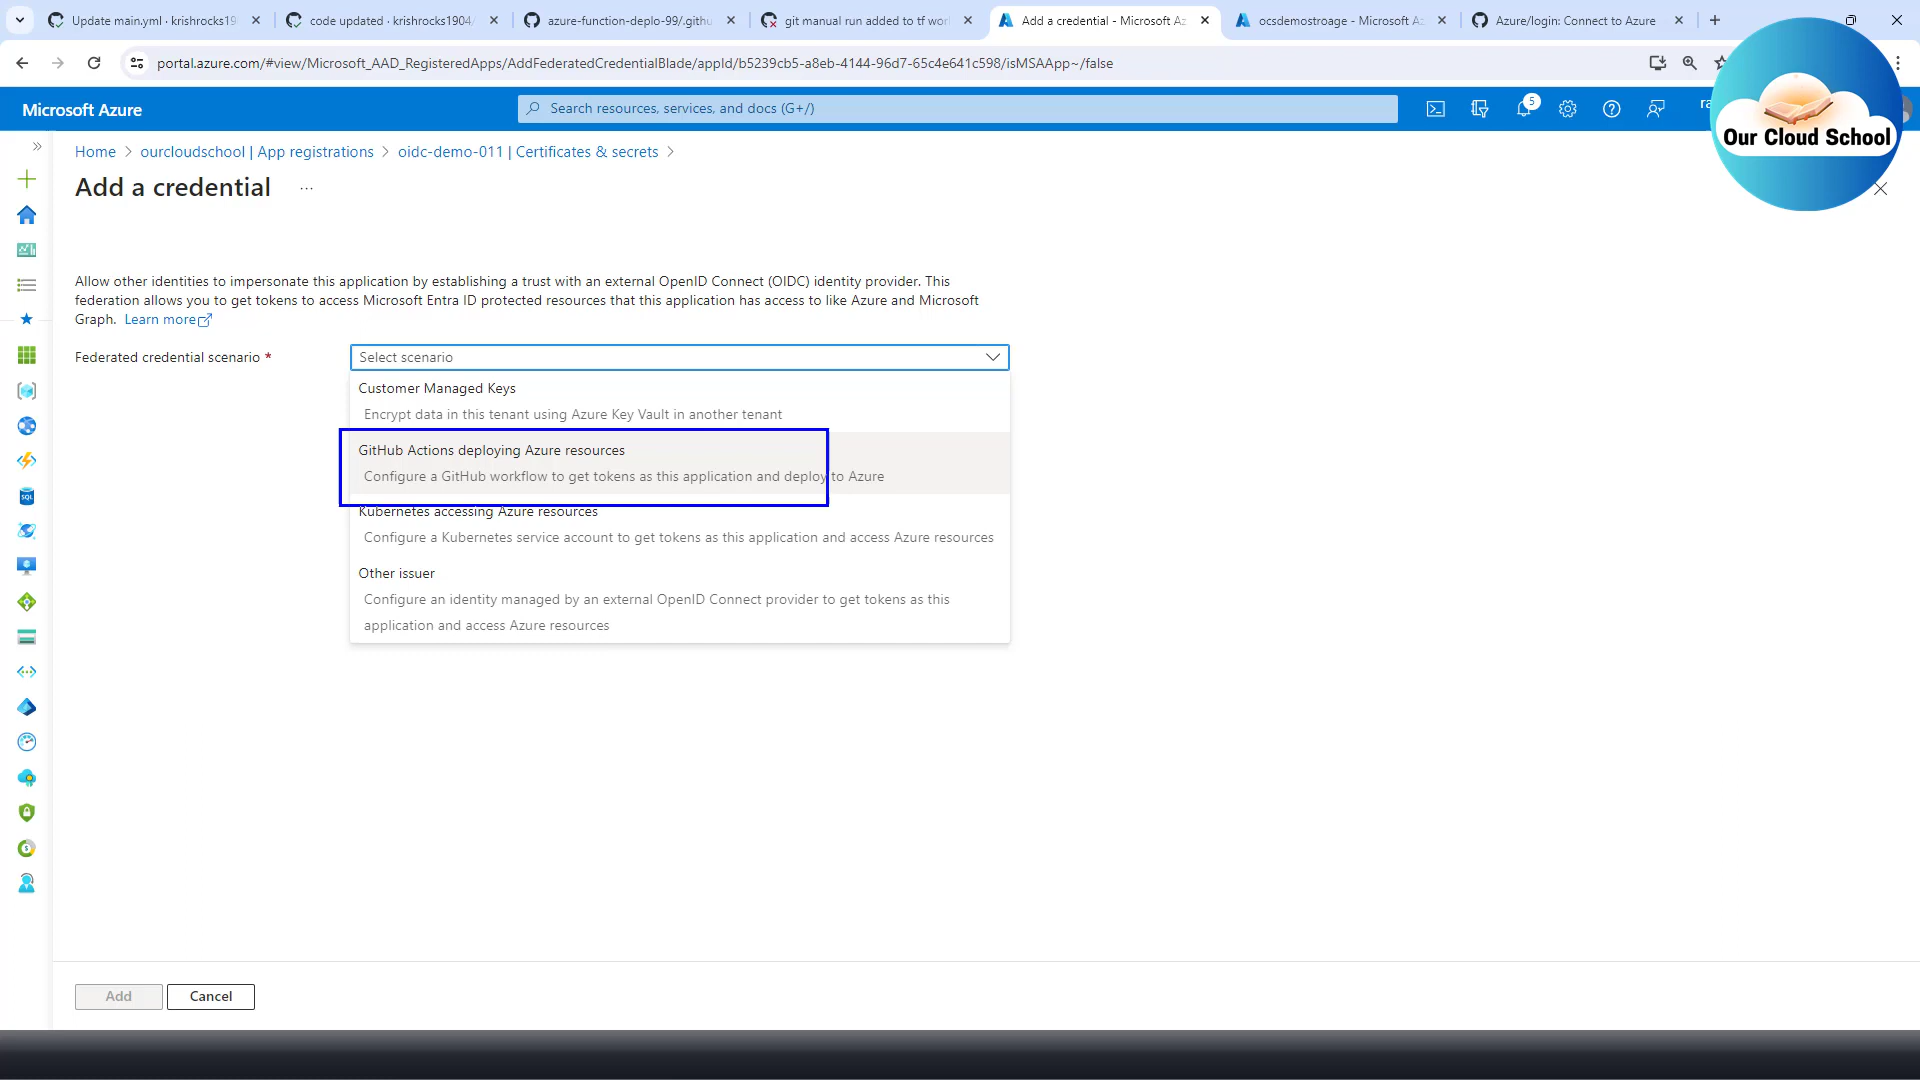 Update main.yml · krishrocks19
code updated · krishrocks1904/
azure-function-deplo-99/.githu
git manual run added to tf wor
Add a credential - Microsoft Az
ocsdemostroage - Microsoft Az
Azure/login: Connect to Azure
portal.azure.com/#view/Microsoft_AAD_RegisteredApps/AddFederatedCredentialBlade/appId/b5239cb5-a8eb-4144-96d7-65c4e641c598/isMSAApp~/false
Microsoft Azure
Search resources, services, and docs (G+/)
5
ra
Our Cloud School
Home > ourcloudschool | App registrations > oidc-demo-011 | Certificates & secrets >
Add a credential ...
Allow other identities to impersonate this application by establishing a trust with an external OpenID Connect (OIDC) identity provider. This
federation allows you to get tokens to access Microsoft Entra ID protected resources that this application has access to like Azure and Microsoft
Graph. Learn more
Federated credential scenario *
Select scenario
Customer Managed Keys
Encrypt data in this tenant using Azure Key Vault in another tenant
GitHub Actions deploying Azure resources
Configure a GitHub workflow to get tokens as this application and deploy to Azure
Kubernetes accessing Azure resources
Configure a Kubernetes service account to get tokens as this application and access Azure resources
Other issuer
Configure an identity managed by an external OpenID Connect provider to get tokens as this
application and access Azure resources
SQL
Add
Cancel